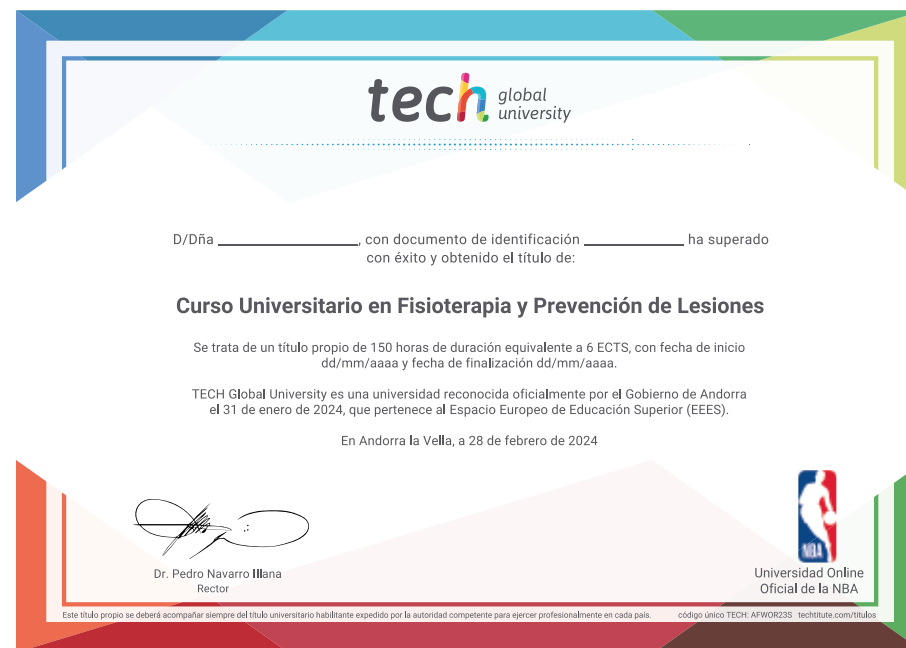 tech global university
D/Dña ________________, con documento de identificación ____________ ha superado
con éxito y obtenido el título de:
Curso Universitario en Fisioterapia y Prevención de Lesiones
Se trata de un título propio de 150 horas de duración equivalente a 6 ECTS, con fecha de inicio
dd/mm/aaaa y fecha de finalización dd/mm/aaaa.
TECH Global University es una universidad reconocida oficialmente por el Gobierno de Andorra
el 31 de enero de 2024, que pertenece al Espacio Europeo de Educación Superior (EEES).
En Andorra la Vella, a 28 de febrero de 2024
NBA
Dr. Pedro Navarro Illana
Rector
Universidad Online
Oficial de la NBA
Este título propio se deberá acompañar siempre del título universitario habilitante expedido por la autoridad competente para ejercer profesionalmente en cada país.
código único TECH: AFWOR23S techtitute.com/titulos